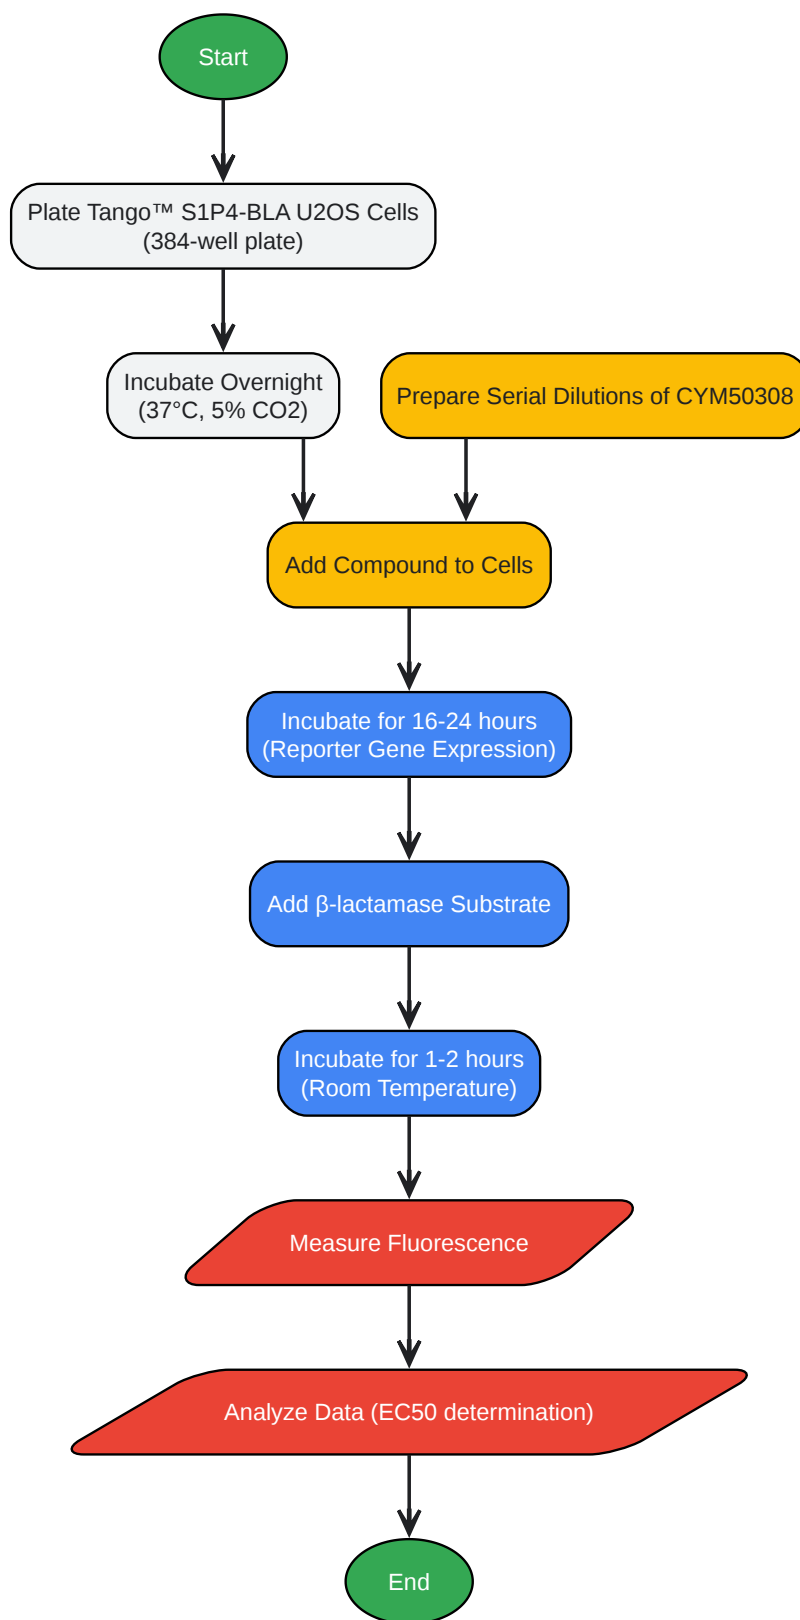 Start
Plate Tango™ S1P4-BLA U2OS Cells
(384-well plate)
Incubate Overnight
(37°C, 5% CO2)
Prepare Serial Dilutions of CYM50308
Add Compound to Cells
Incubate for 16-24 hours
(Reporter Gene Expression)
Add β-lactamase Substrate
Incubate for 1-2 hours
(Room Temperature)
Measure Fluorescence
Analyze Data (EC50 determination)
End